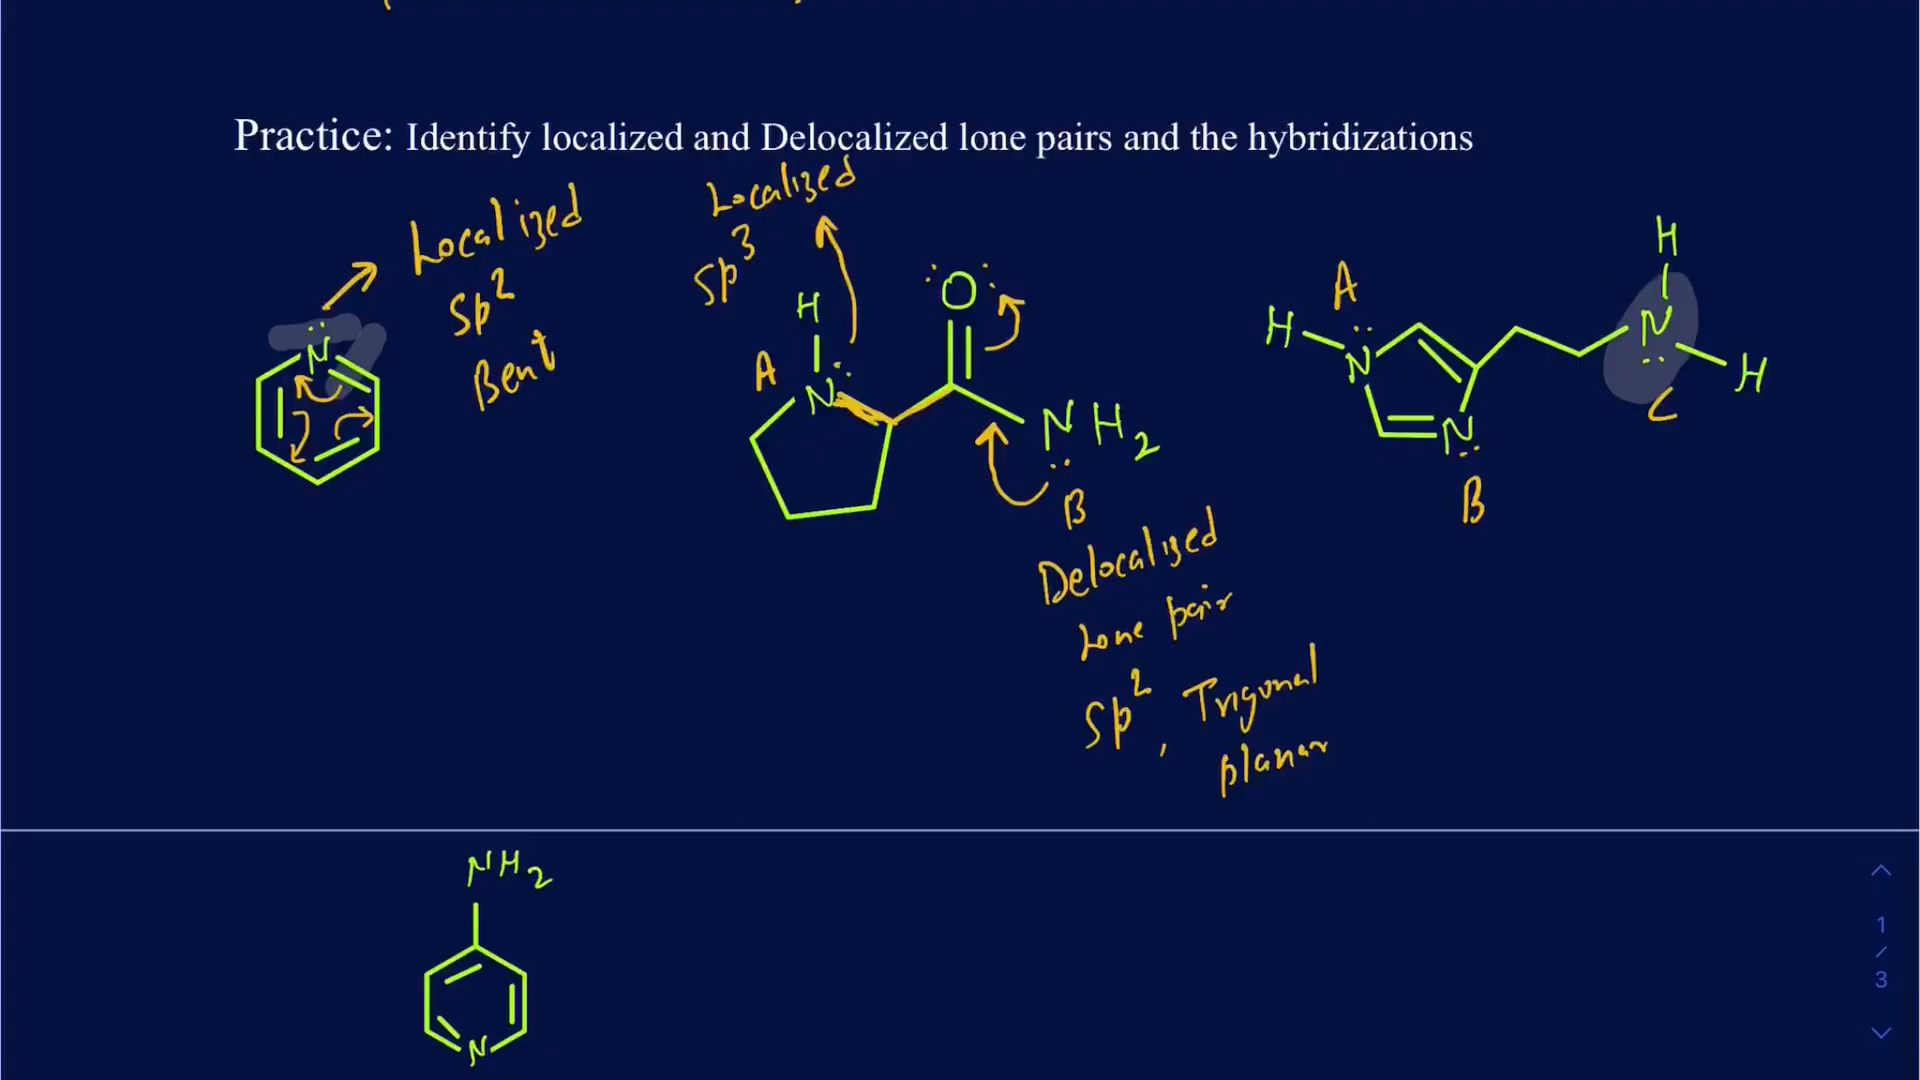 Practice: Identify localized and Delocalized lone pairs and the hybridizations
Localized
sp2
Bent
N
Localized
sp3
H
A
N
O
NH2
B
Delocalized
Lone pair
sp2, Trigonal
planar
A
H
N
N
B
H
N
H
C
NH2
N
1
/
3